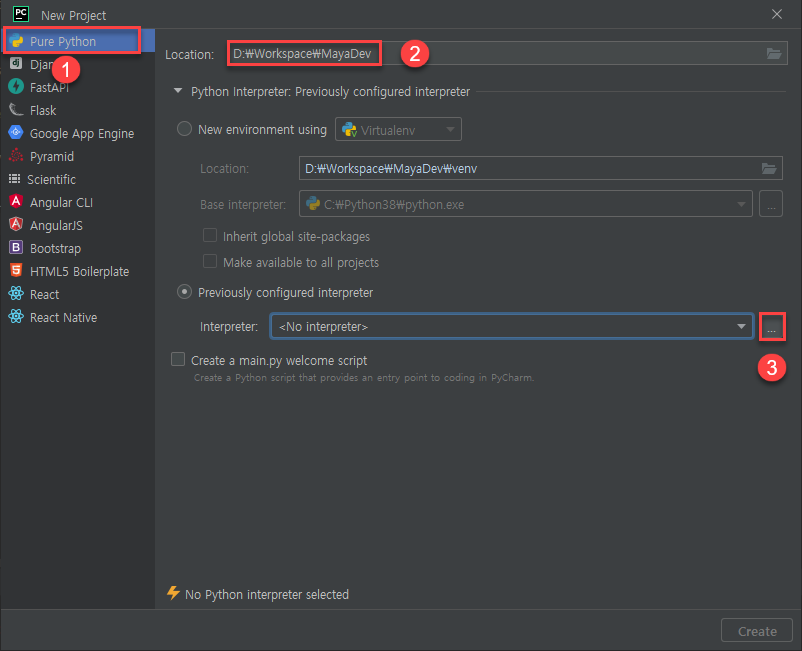 PC New Project
Pure Python
1
dj Djan
FastAPI
Flask
Google App Engine
Pyramid
Scientific
Angular CLI
AngularJS
B Bootstrap
5 HTML5 Boilerplate
React
React Native
Location: D:₩Workspace₩MayaDev 2
Python Interpreter: Previously configured interpreter
New environment using Virtualenv
Location: D:₩Workspace₩MayaDev₩venv
Base interpreter: C:₩Python38₩python.exe ...
Inherit global site-packages
Make available to all projects
Previously configured interpreter
Interpreter: <No interpreter> ...
3
Create a main.py welcome script
Create a Python script that provides an entry point to coding in PyCharm.
No Python interpreter selected
Create